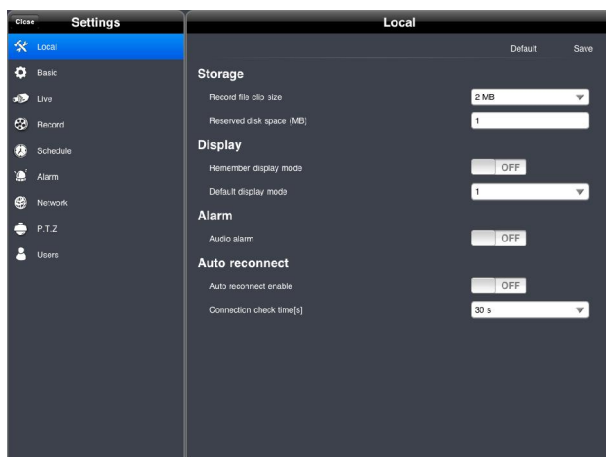 Close Settings
Local
Basic
Live
Record
Schedule
Alarm
Network
P.T.Z
Users
Local
Default Save
Storage
Record file clip size 2 MB
Reserved disk space (MB) 1
Display
Remember display mode OFF
Default display mode 1
Alarm
Audio alarm OFF
Auto reconnect
Auto reconnect enable OFF
Connection check time[s] 30 s